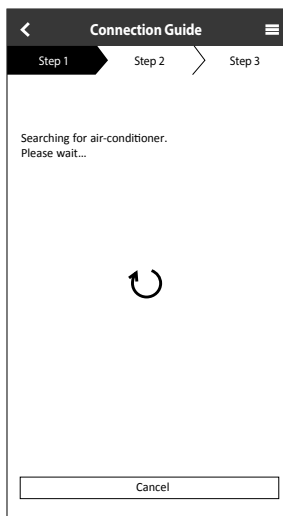 Connection Guide
Step 1 Step 2 Step 3
Searching for air-conditioner.
Please wait...
Cancel